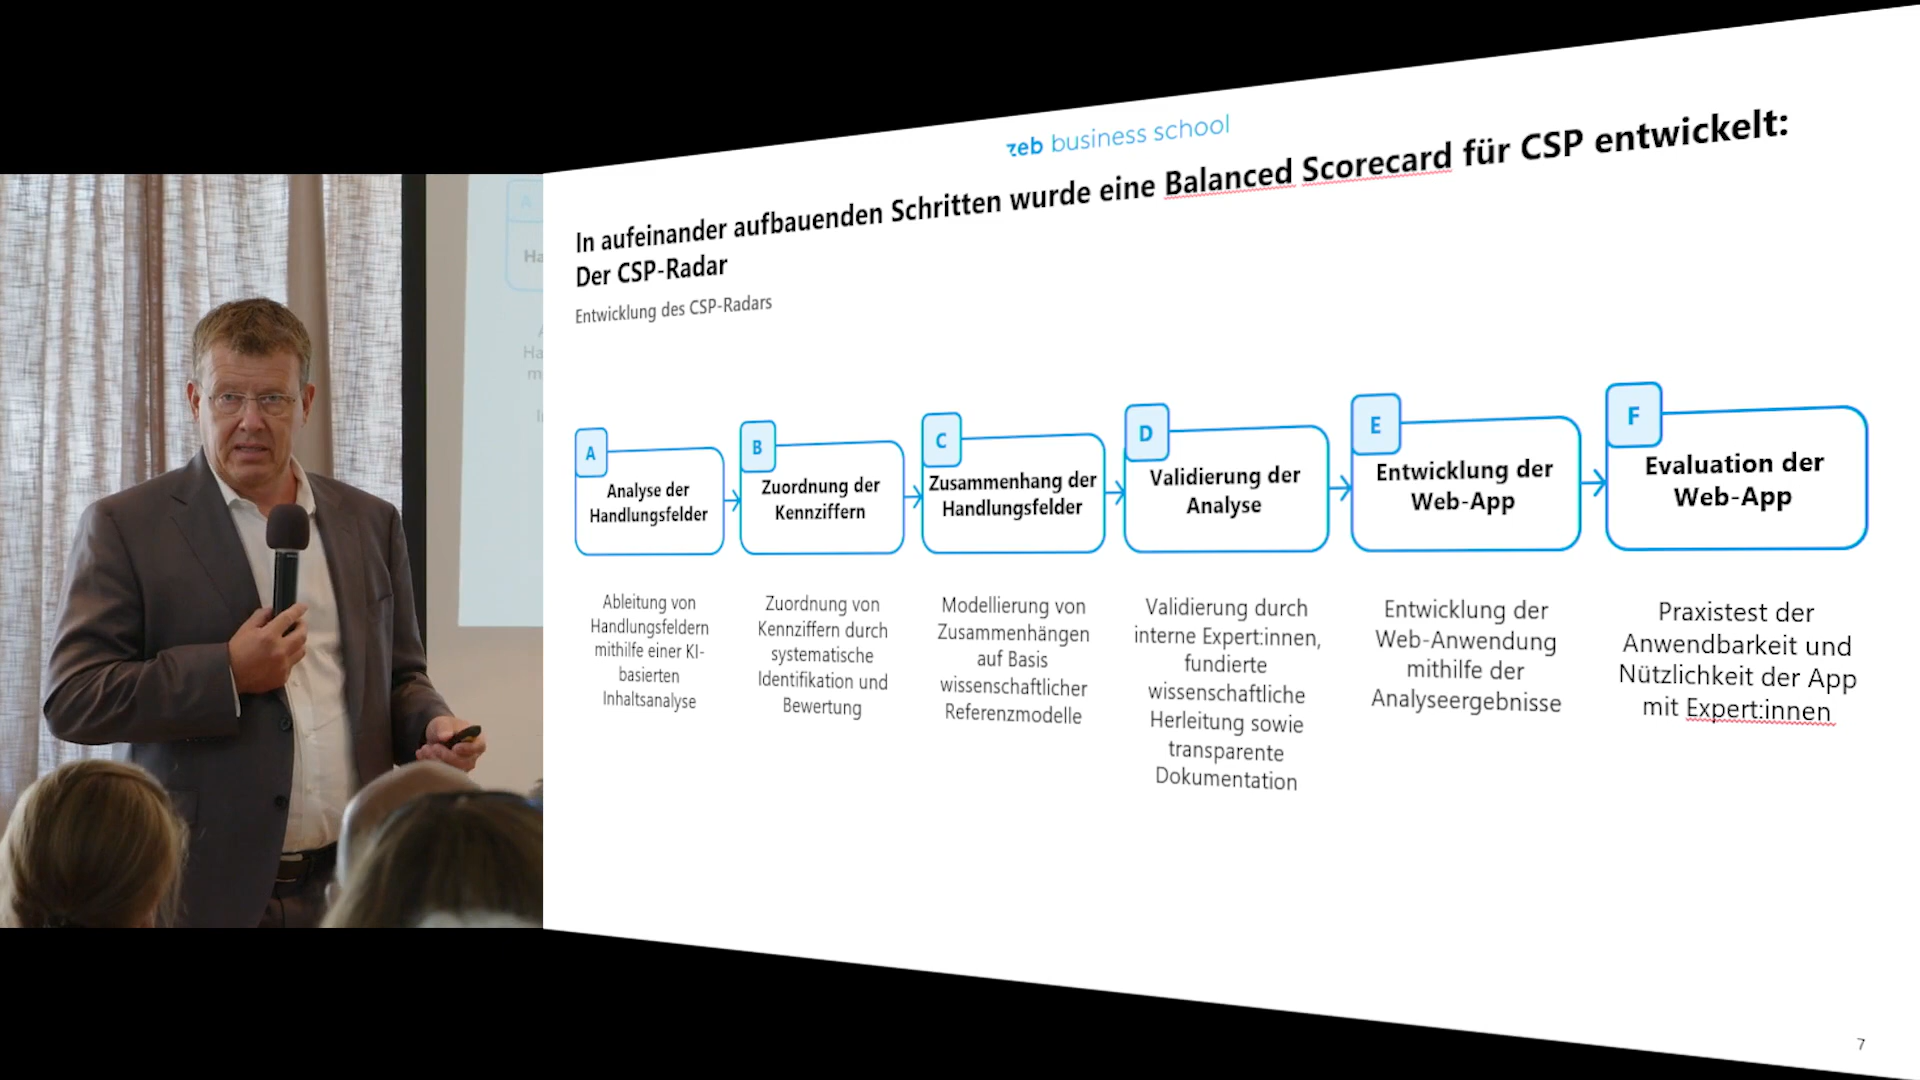 zeb business school
In aufeinander aufbauenden Schritten wurde eine Balanced Scorecard für CSP entwickelt:
Der CSP-Radar
Entwicklung des CSP-Radars
A
Analyse der
Handlungsfelder
Ableitung von
Handlungsfeldern
mithilfe einer KI-
basierten
Inhaltsanalyse
B
Zuordnung der
Kennziffern
Zuordnung von
Kennziffern durch
systematische
Identifikation und
Bewertung
C
Zusammenhang der
Handlungsfelder
Modellierung von
Zusammenhängen
auf Basis
wissenschaftlicher
Referenzmodelle
D
Validierung der
Analyse
Validierung durch
interne Expert:innen,
fundierte
wissenschaftliche
Herleitung sowie
transparente
Dokumentation
E
Entwicklung der
Web-App
Entwicklung der
Web-Anwendung
mithilfe der
Analyseergebnisse
F
Evaluation der
Web-App
Praxistest der
Anwendbarkeit und
Nützlichkeit der App
mit Expert:innen
7
A
Ha
Ha